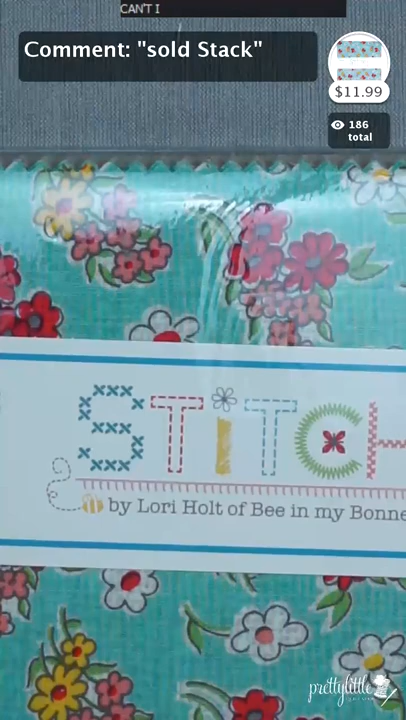 CAN'T I
Comment: "sold Stack"
$11.99
186
total
STITCH
by Lori Holt of Bee in my Bonne
prettylittle